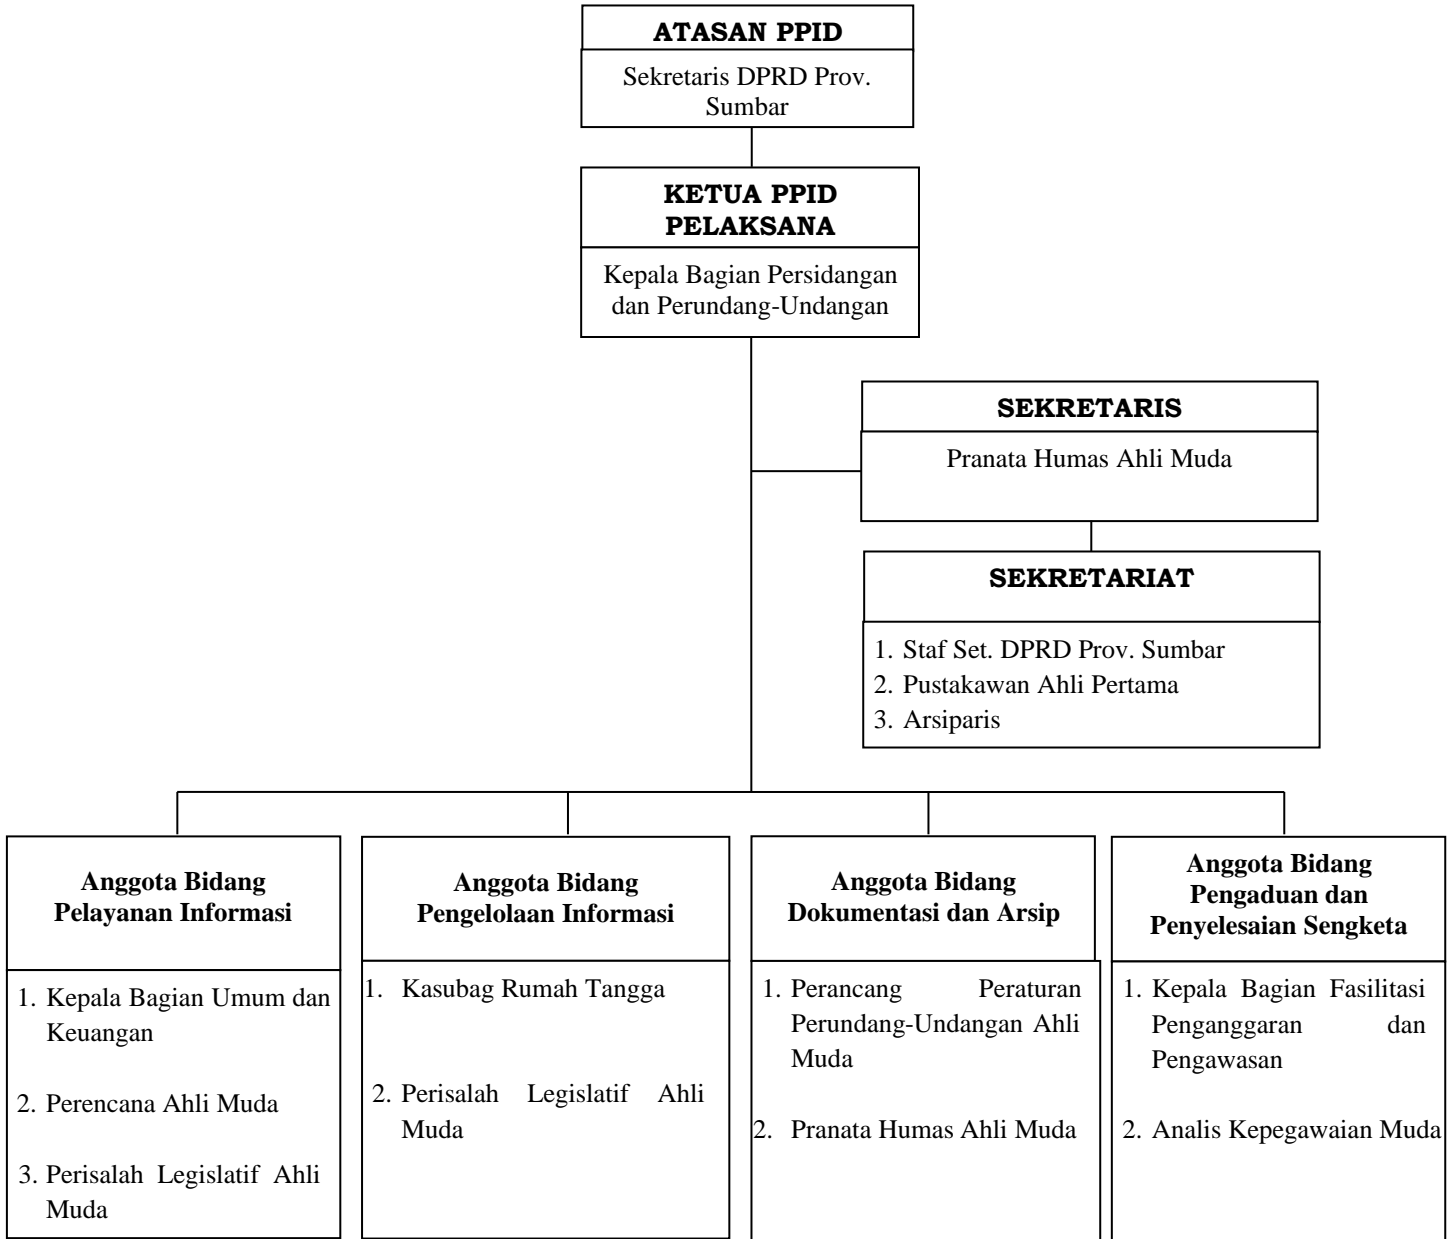 ATASAN PPID
Sekretaris DPRD Prov.
Sumbar
KETUA PPID
PELAKSANA
Kepala Bagian Persidangan
dan Perundang-Undangan
SEKRETARIS
Pranata Humas Ahli Muda
SEKRETARIAT
1. Staf Set. DPRD Prov. Sumbar
2. Pustakawan Ahli Pertama
3. Arsiparis
Anggota Bidang
Pelayanan Informasi
1. Kepala Bagian Umum dan
Keuangan
2. Perencana Ahli Muda
3. Perisalah Legislatif Ahli
Muda
Anggota Bidang
Pengelolaan Informasi
1. Kasubag Rumah Tangga
2. Perisalah Legislatif Ahli
Muda
Anggota Bidang
Dokumentasi dan Arsip
1. Perancang Peraturan
Perundang-Undangan Ahli
Muda
2. Pranata Humas Ahli Muda
Anggota Bidang
Pengaduan dan
Penyelesaian Sengketa
1. Kepala Bagian Fasilitasi
Penganggaran dan
Pengawasan
2. Analis Kepegawaian Muda